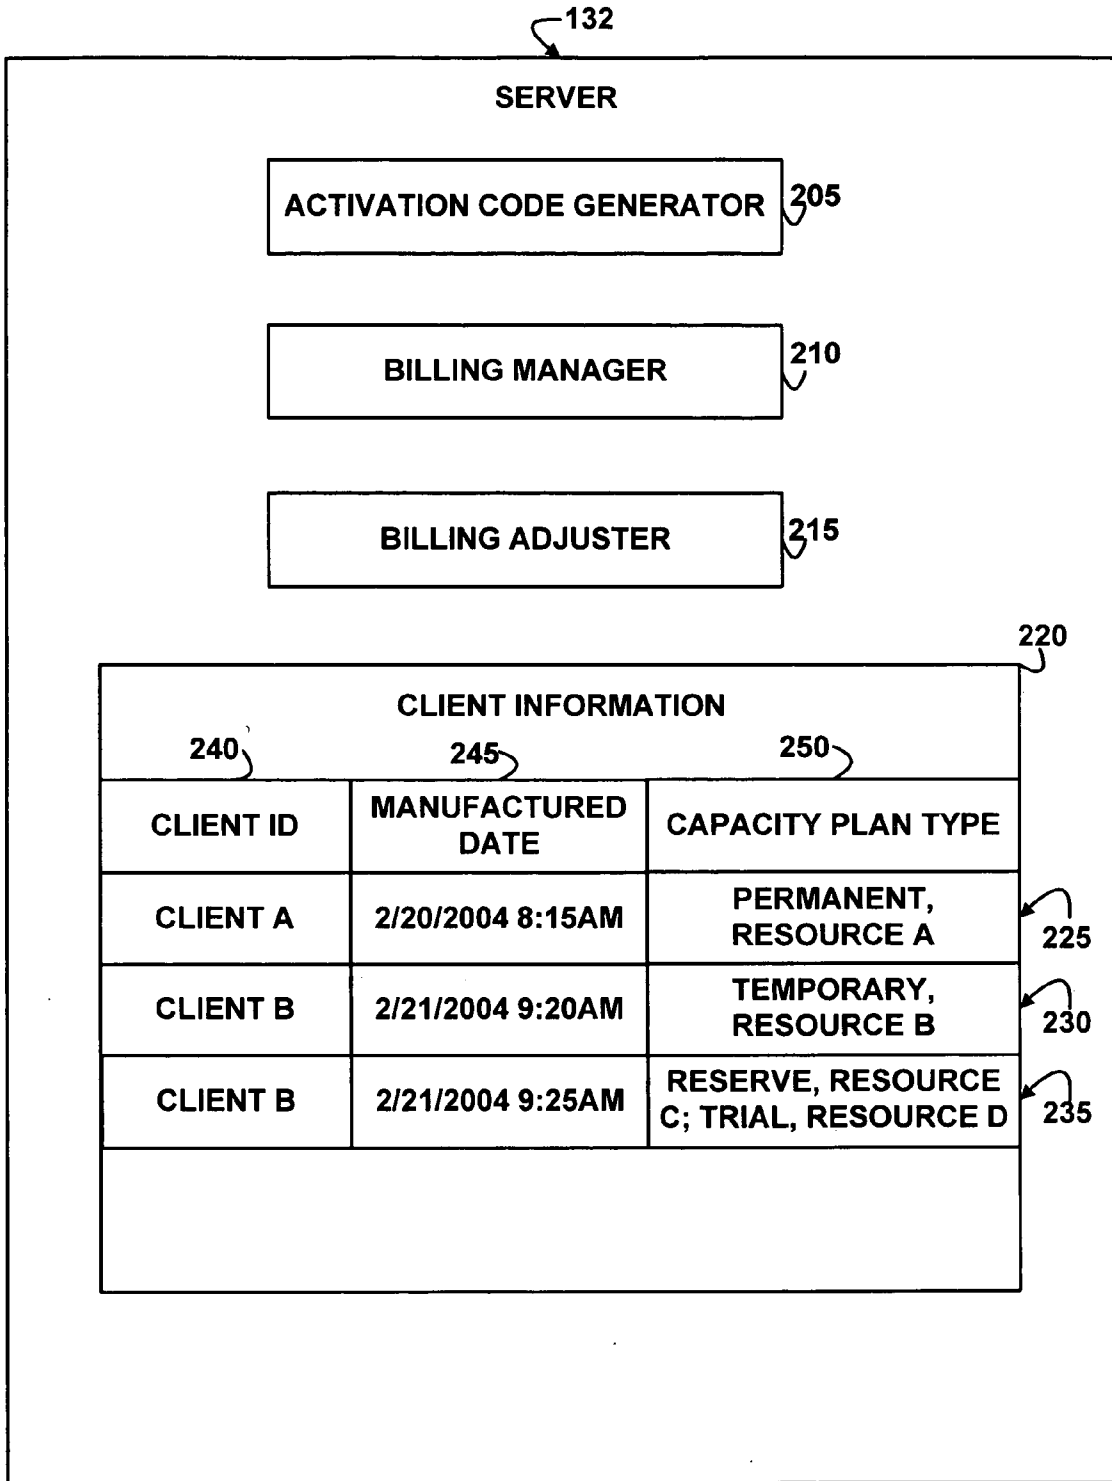 132
SERVER
ACTIVATION CODE GENERATOR
205
BILLING MANAGER
210
BILLING ADJUSTER
215
220
CLIENT INFORMATION
240
245
250
CLIENT ID
MANUFACTURED
DATE
CAPACITY PLAN TYPE
CLIENT A
2/20/2004 8:15AM
PERMANENT,
RESOURCE A
225
CLIENT B
2/21/2004 9:20AM
TEMPORARY,
RESOURCE B
230
CLIENT B
2/21/2004 9:25AM
RESERVE, RESOURCE
C; TRIAL, RESOURCE D
235